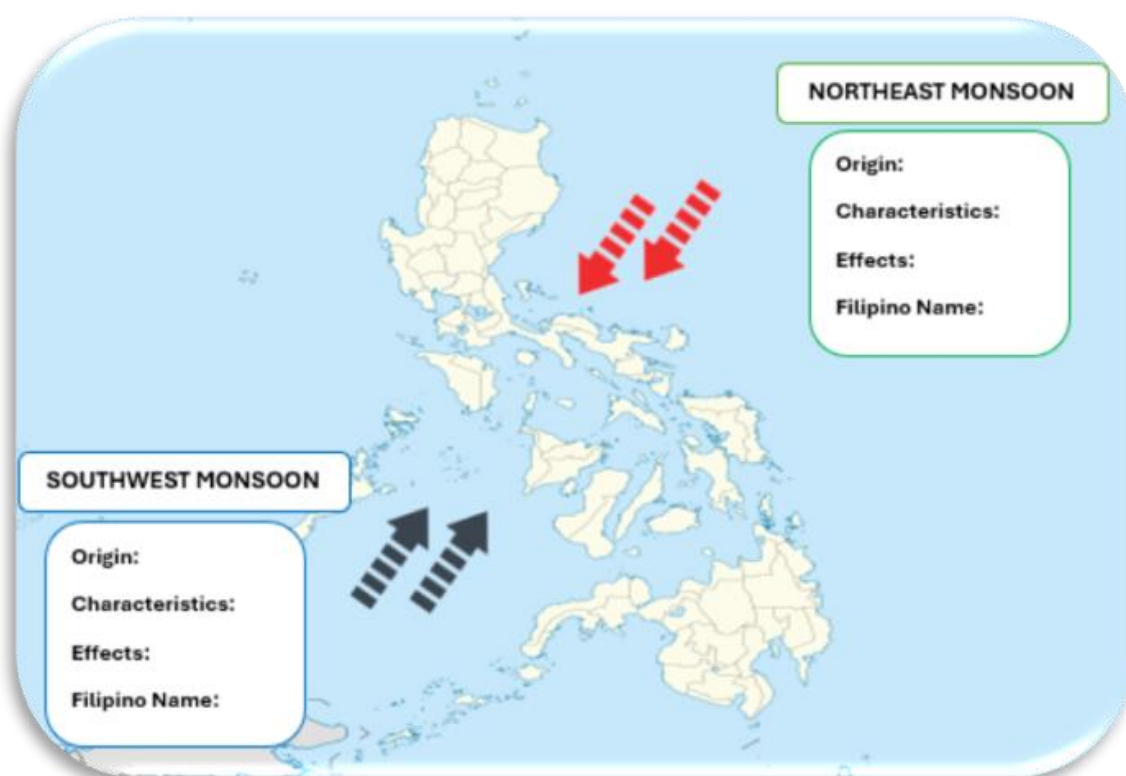 NORTHEAST MONSOON
Origin:
Characteristics:
Effects:
Filipino Name:
SOUTHWEST MONSOON
Origin:
Characteristics:
Effects:
Filipino Name: